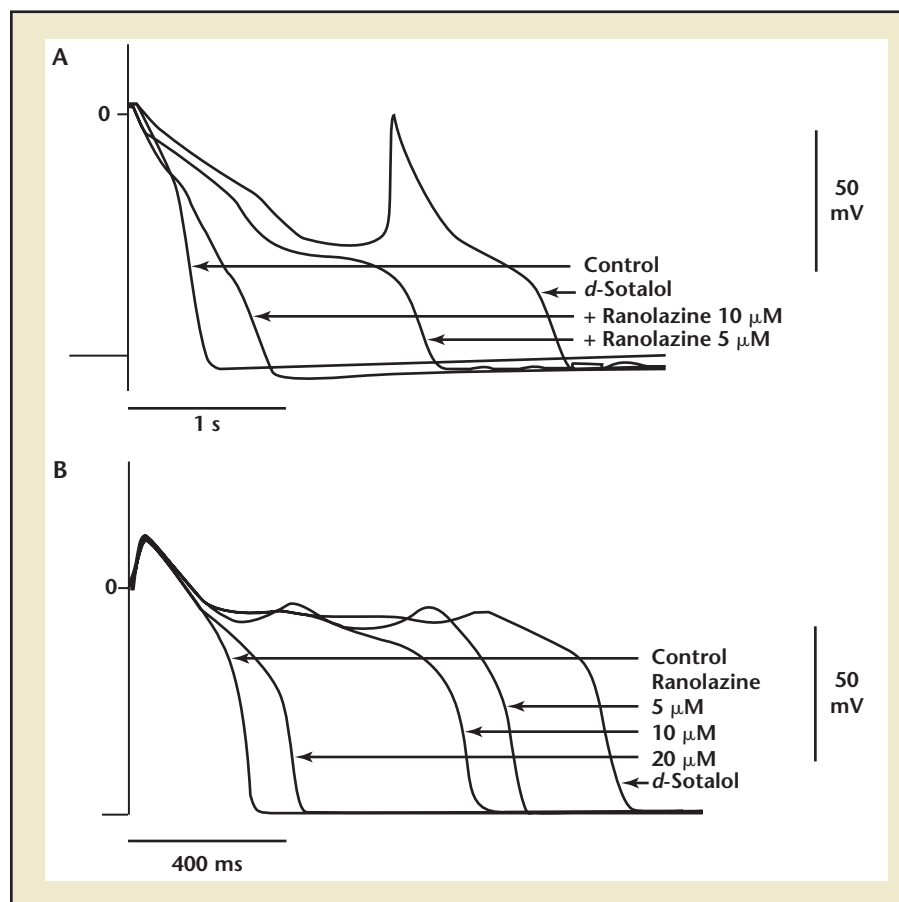 A
0
50
mV
Control
d-Sotalol
+ Ranolazine 10 μM
+ Ranolazine 5 μM
1 s
B
0
50
mV
Control
Ranolazine
5 μM
10 μM
20 μM
d-Sotalol
400 ms